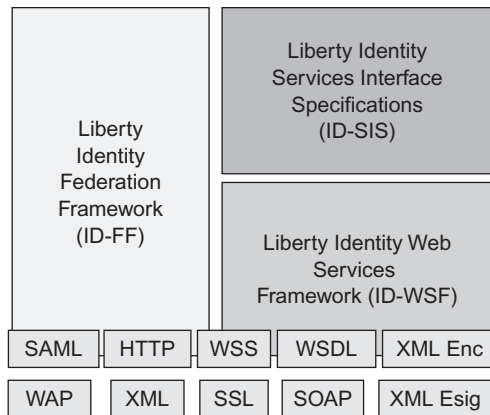 Liberty
Identity
Federation
Framework
(ID-FF)
Liberty Identity
Services Interface
Specifications
(ID-SIS)
Liberty Identity Web
Services
Framework (ID-WSF)
SAML
HTTP
WSS
WSDL
XML Enc
WAP
XML
SSL
SOAP
XML Esig